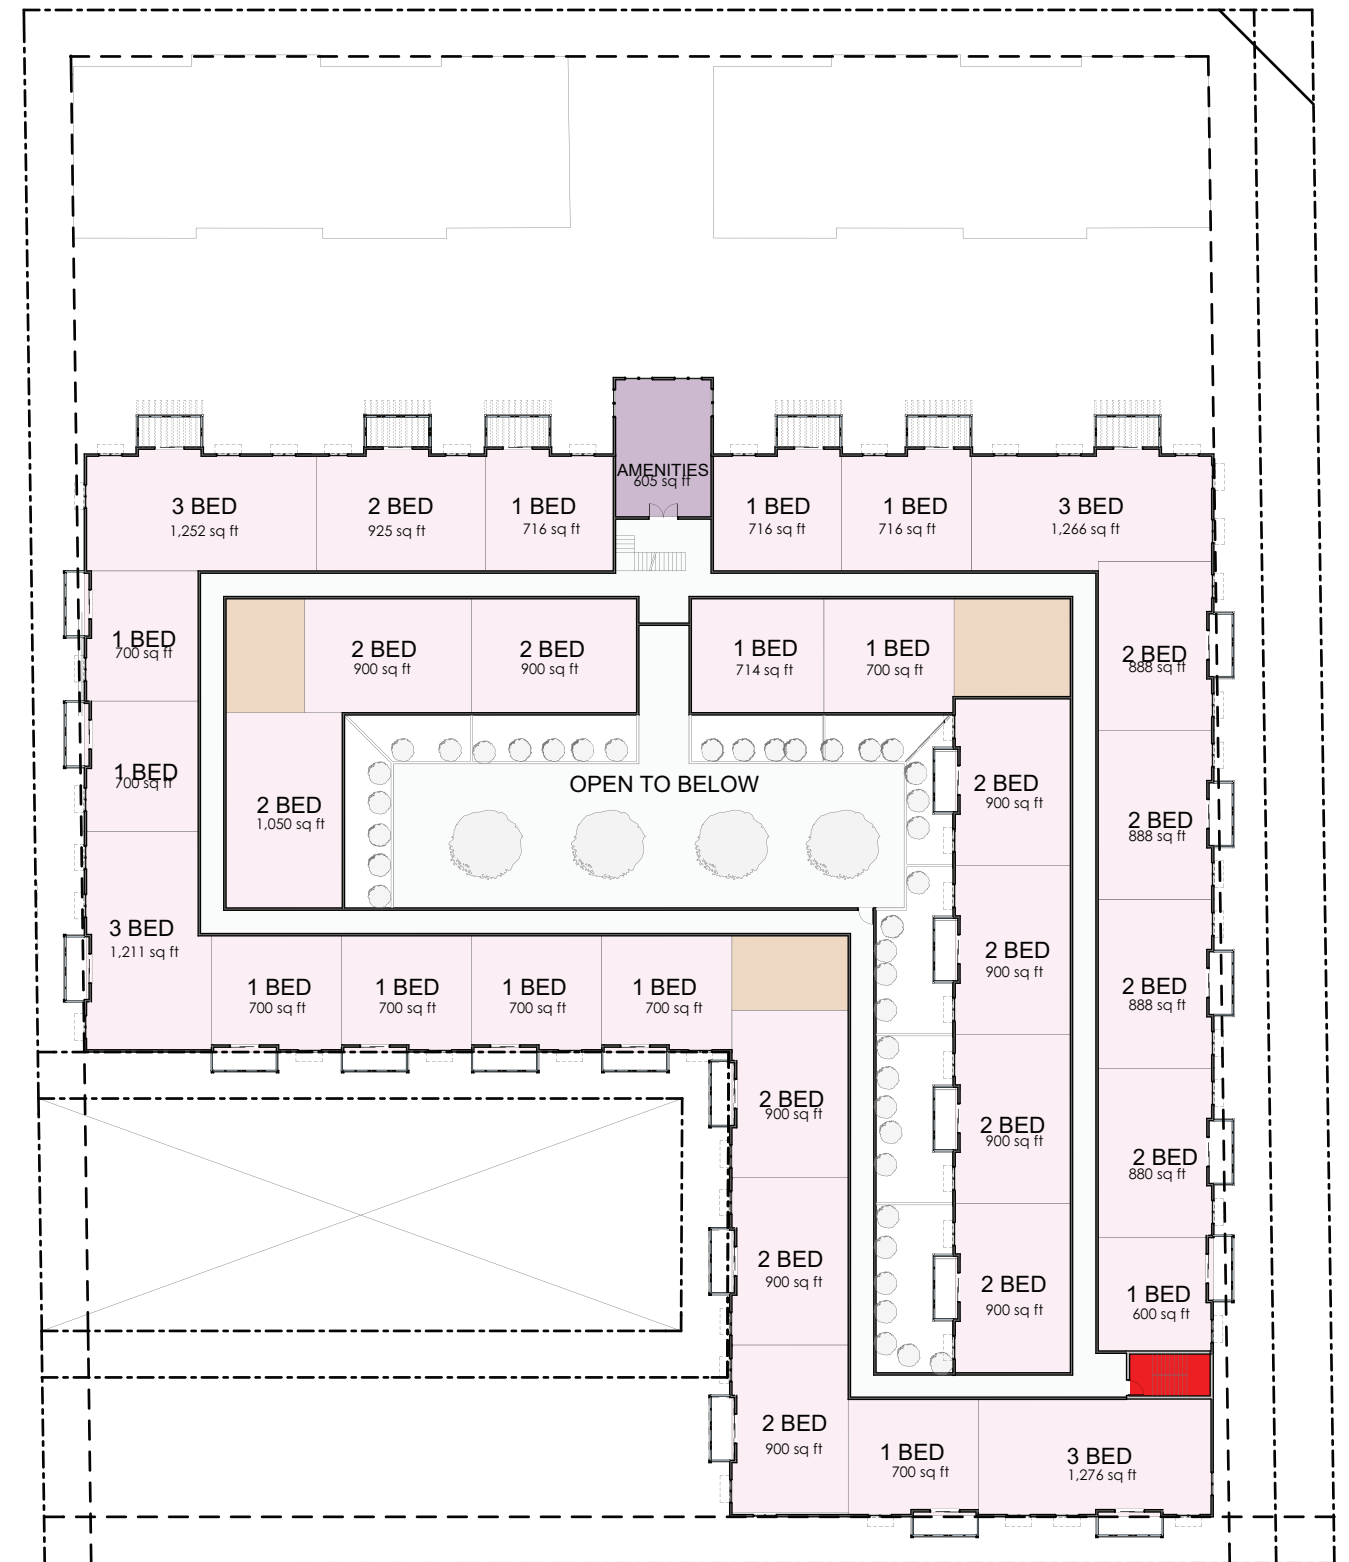 AMENITIES
605 sq ft
3 BED
1,252 sq ft
2 BED
925 sq ft
1 BED
716 sq ft
1 BED
716 sq ft
1 BED
716 sq ft
3 BED
1,266 sq ft
1 BED
700 sq ft
2 BED
900 sq ft
2 BED
900 sq ft
1 BED
714 sq ft
1 BED
700 sq ft
2 BED
888 sq ft
1 BED
700 sq ft
2 BED
1,050 sq ft
OPEN TO BELOW
2 BED
900 sq ft
2 BED
888 sq ft
3 BED
1,211 sq ft
1 BED
700 sq ft
1 BED
700 sq ft
1 BED
700 sq ft
1 BED
700 sq ft
2 BED
900 sq ft
2 BED
888 sq ft
2 BED
900 sq ft
2 BED
900 sq ft
2 BED
880 sq ft
2 BED
900 sq ft
2 BED
900 sq ft
1 BED
600 sq ft
2 BED
900 sq ft
1 BED
700 sq ft
3 BED
1,276 sq ft